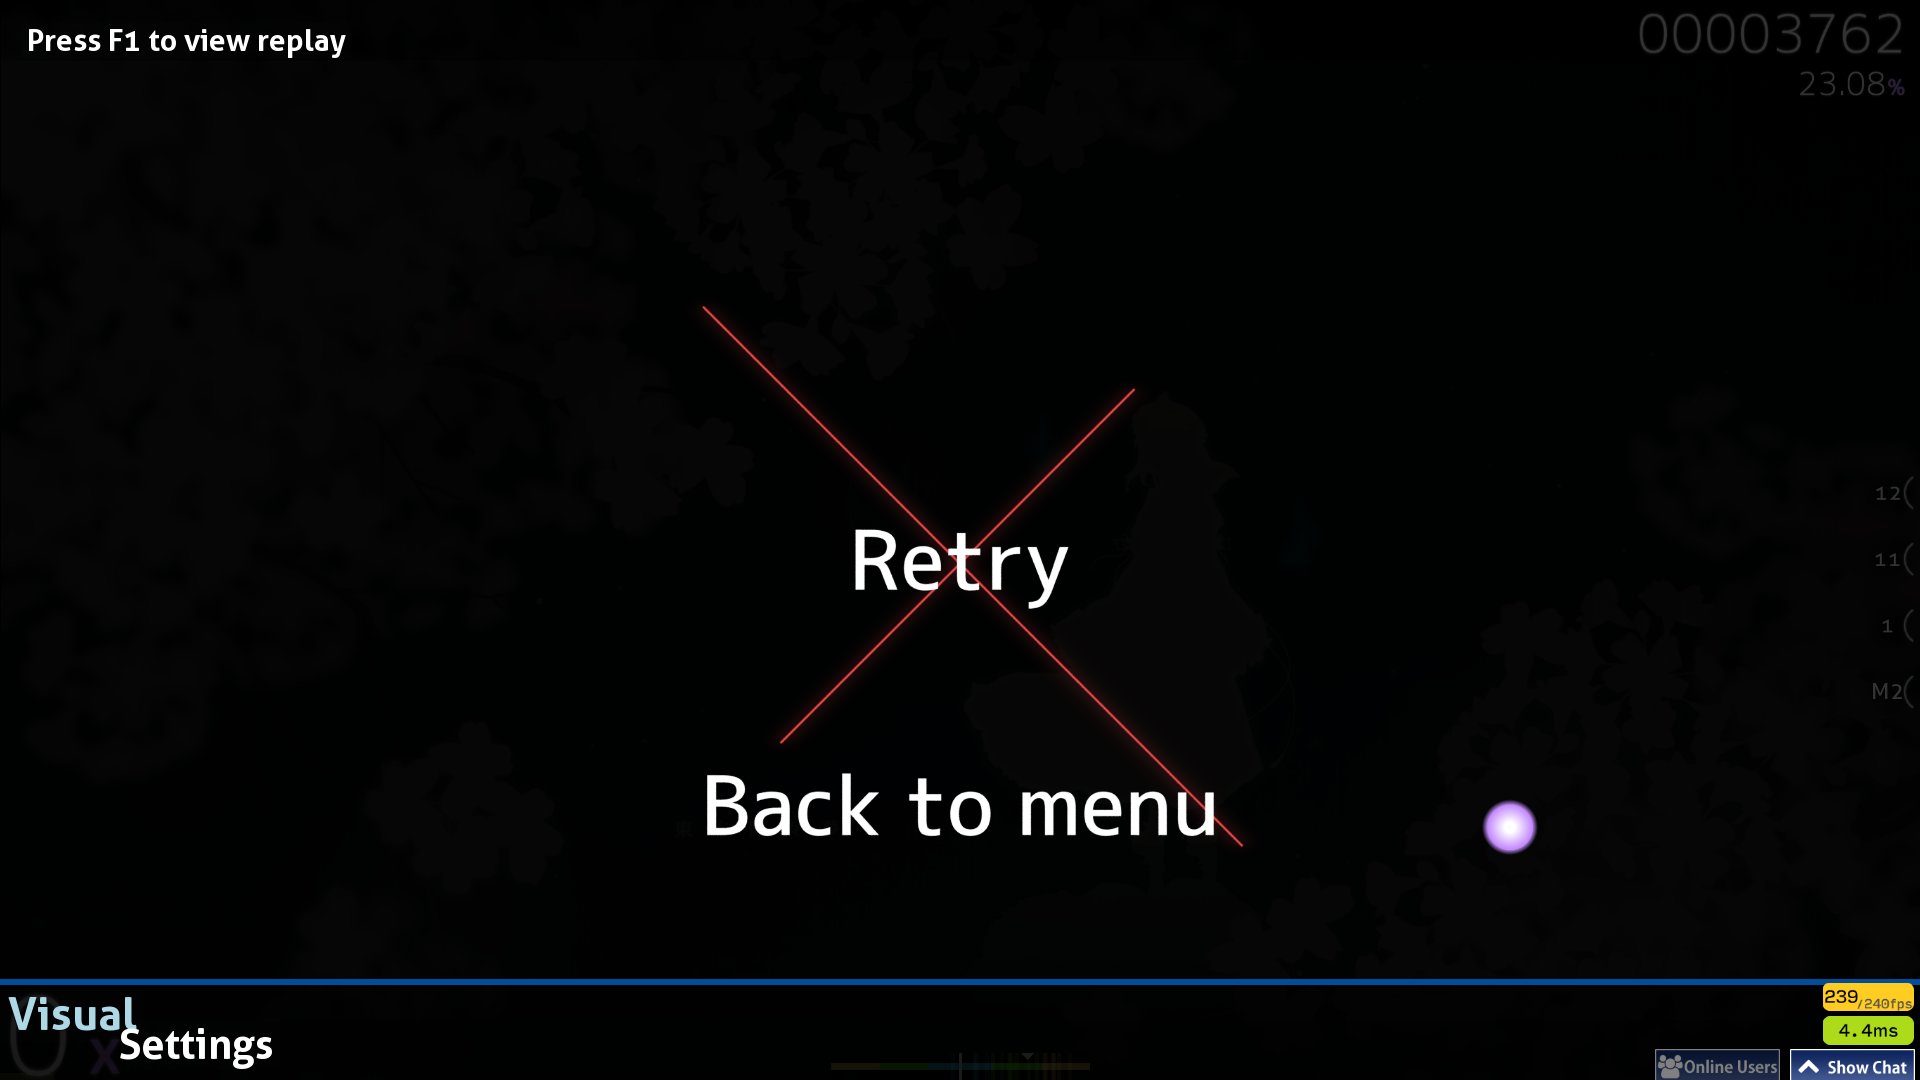 Press F1 to view replay
00003762
23.08%
12
11
1
M2
Retry
Back to menu
Visual
Settings
0x
239/240fps
4.4ms
Online Users
Show Chat